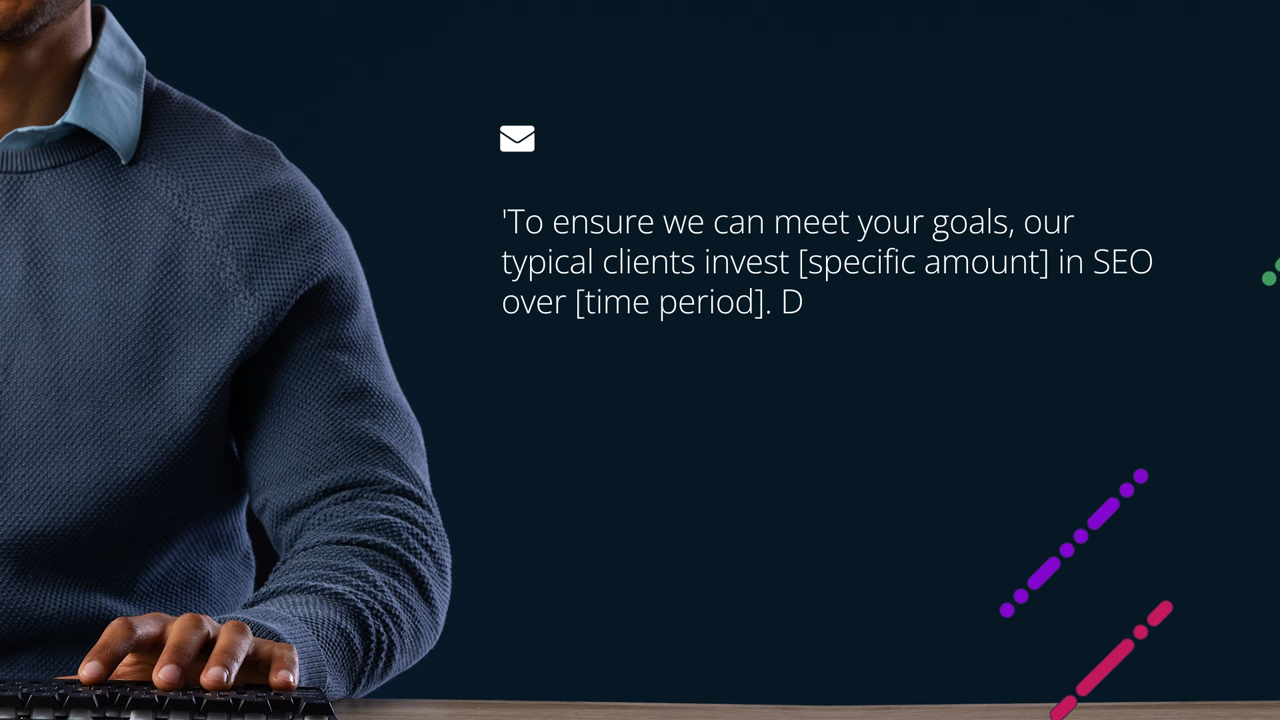 'To ensure we can meet your goals, our
typical clients invest [specific amount] in SEO
over [time period]. D